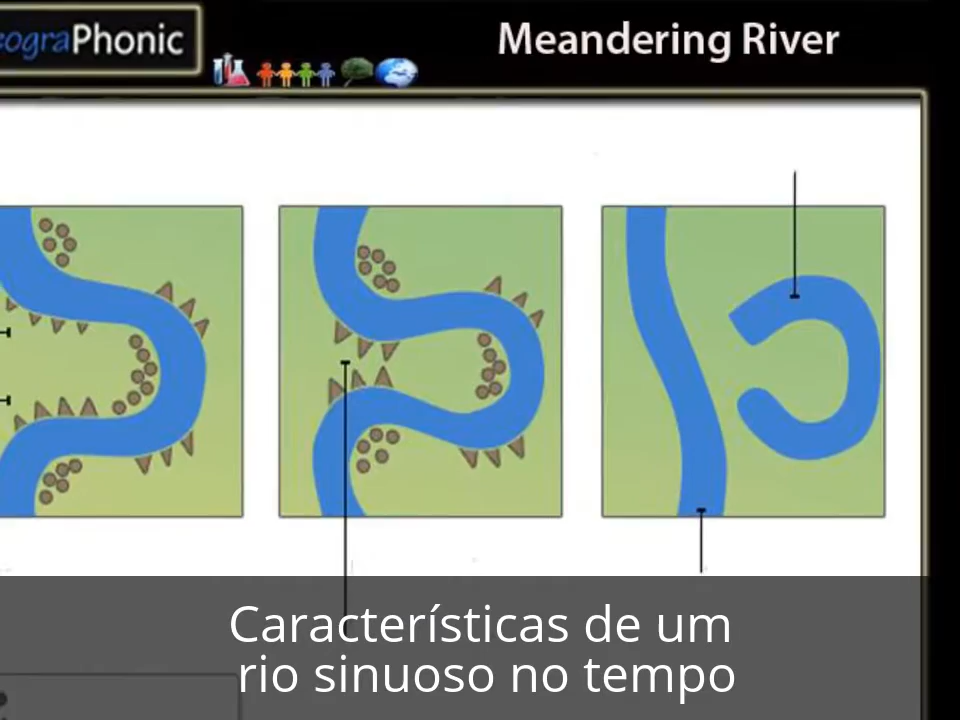 ograPhonic
Meandering River
Características de um
rio sinuoso no tempo